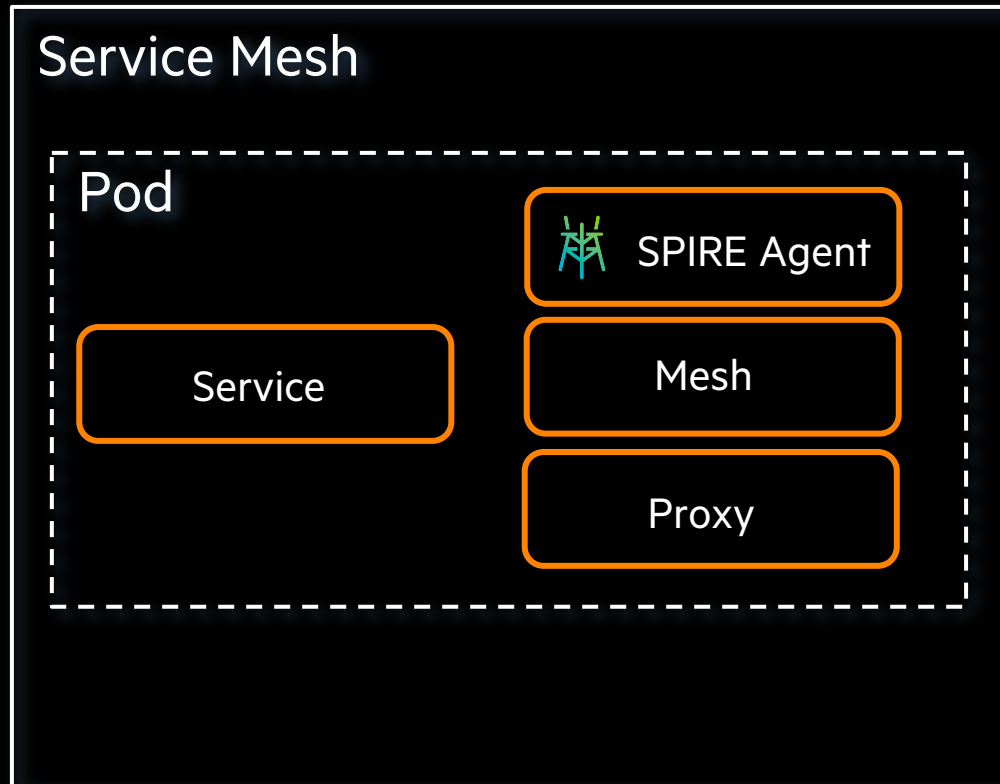 Service Mesh
Pod
SPIRE Agent
Service
Mesh
Proxy